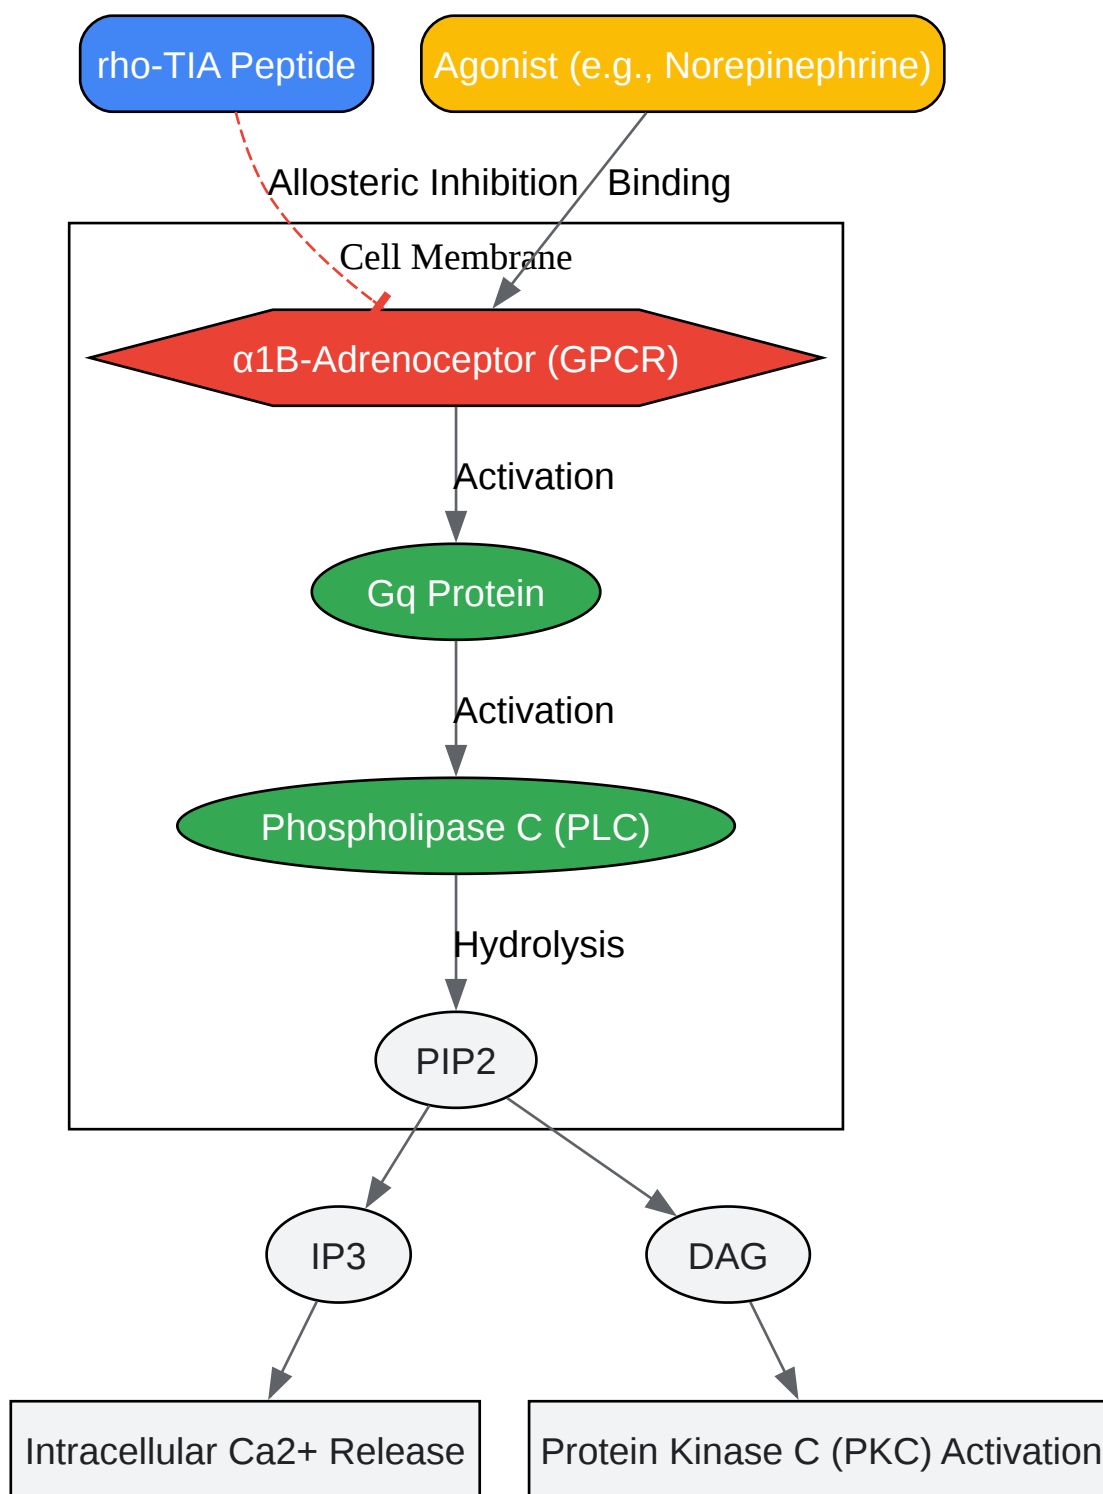 rho-TIA Peptide
Agonist (e.g., Norepinephrine)
Allosteric Inhibition
Binding
Cell Membrane
α1B-Adrenoceptor (GPCR)
Activation
Gq Protein
Activation
Phospholipase C (PLC)
Hydrolysis
PIP2
IP3
DAG
Intracellular Ca2+ Release
Protein Kinase C (PKC) Activation